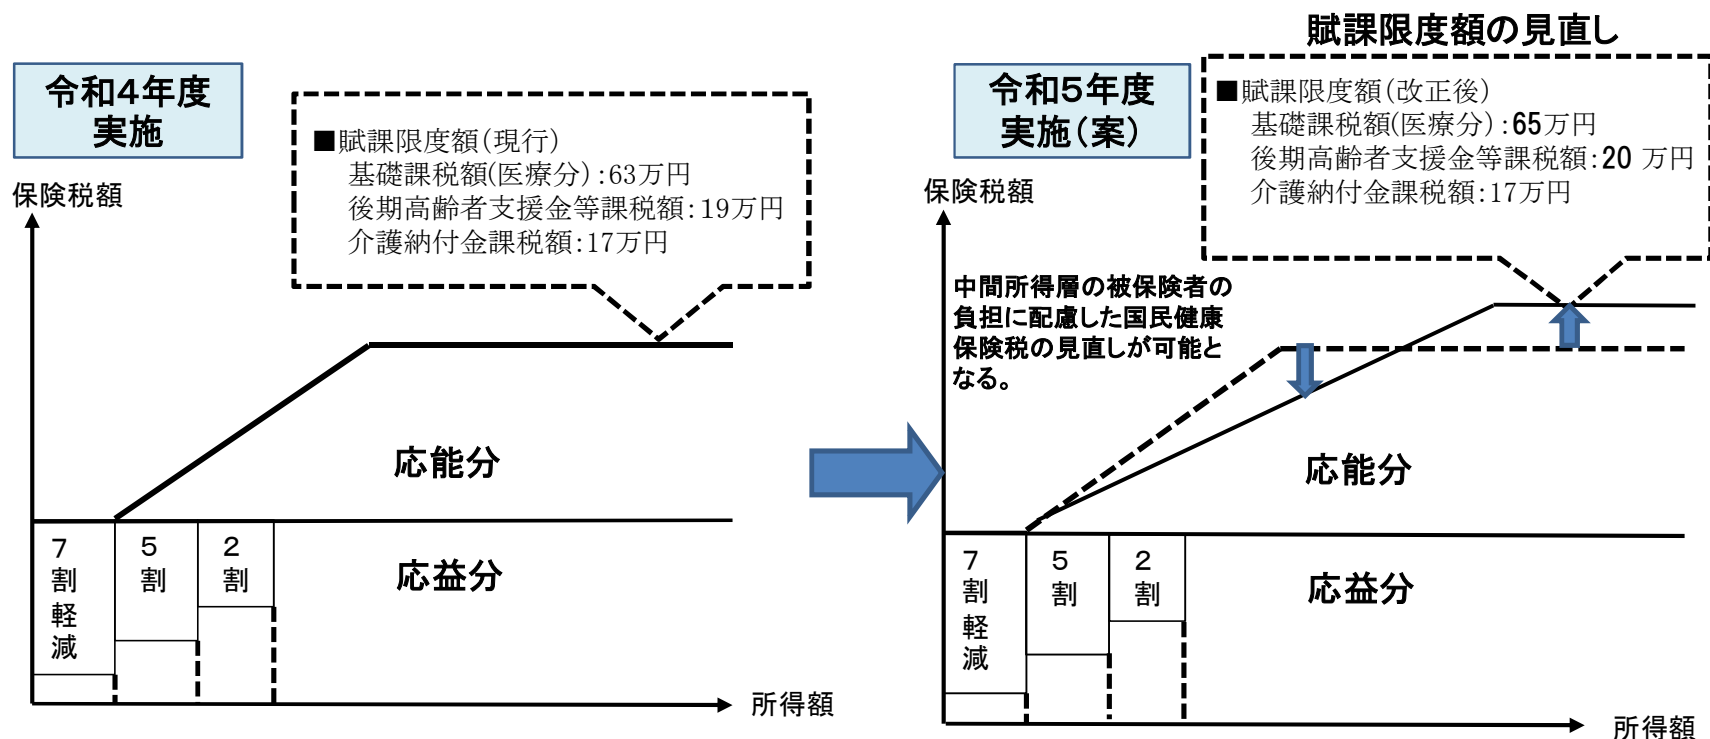 令和4年度
実施
■賦課限度額(現行)
基礎課税額(医療分):63万円
後期高齢者支援金等課税額:19万円
介護納付金課税額:17万円
保険税額
応能分
7割軽減
5割
2割
応益分
所得額
賦課限度額の見直し
令和5年度
実施(案)
■賦課限度額(改正後)
基礎課税額(医療分):65万円
後期高齢者支援金等課税額:20 万円
介護納付金課税額:17万円
保険税額
中間所得層の被保険者の
負担に配慮した国民健康
保険税の見直しが可能と
なる。
応能分
7割軽減
5割
2割
応益分
所得額